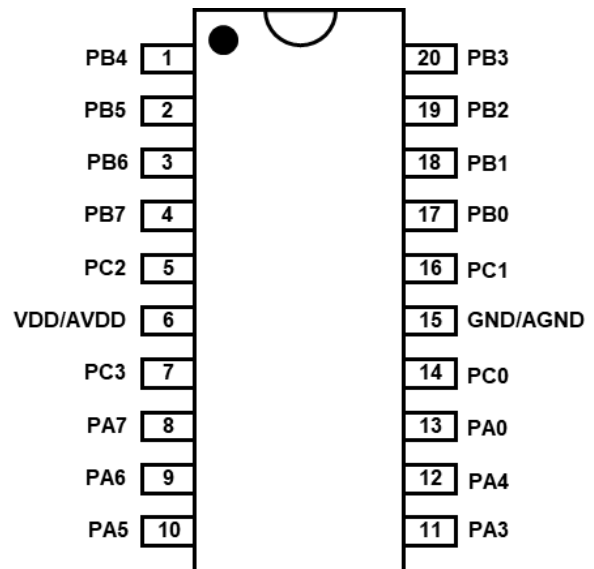 PB4 1 20 PB3
PB5 2 19 PB2
PB6 3 18 PB1
PB7 4 17 PB0
PC2 5 16 PC1
VDD/AVDD 6 15 GND/AGND
PC3 7 14 PC0
PA7 8 13 PA0
PA6 9 12 PA4
PA5 10 11 PA3